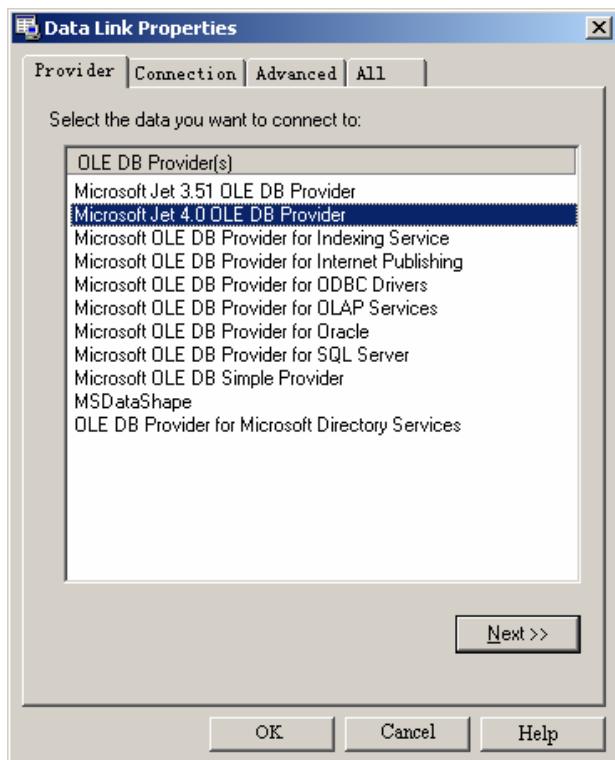 Data Link Properties
Provider Connection Advanced All
Select the data you want to connect to:
OLE DB Provider(s)
Microsoft Jet 3.51 OLE DB Provider
Microsoft Jet 4.0 OLE DB Provider
Microsoft OLE DB Provider for Indexing Service
Microsoft OLE DB Provider for Internet Publishing
Microsoft OLE DB Provider for ODBC Drivers
Microsoft OLE DB Provider for OLAP Services
Microsoft OLE DB Provider for Oracle
Microsoft OLE DB Provider for SQL Server
Microsoft OLE DB Simple Provider
MSDataShape
OLE DB Provider for Microsoft Directory Services
Next >>
OK Cancel Help